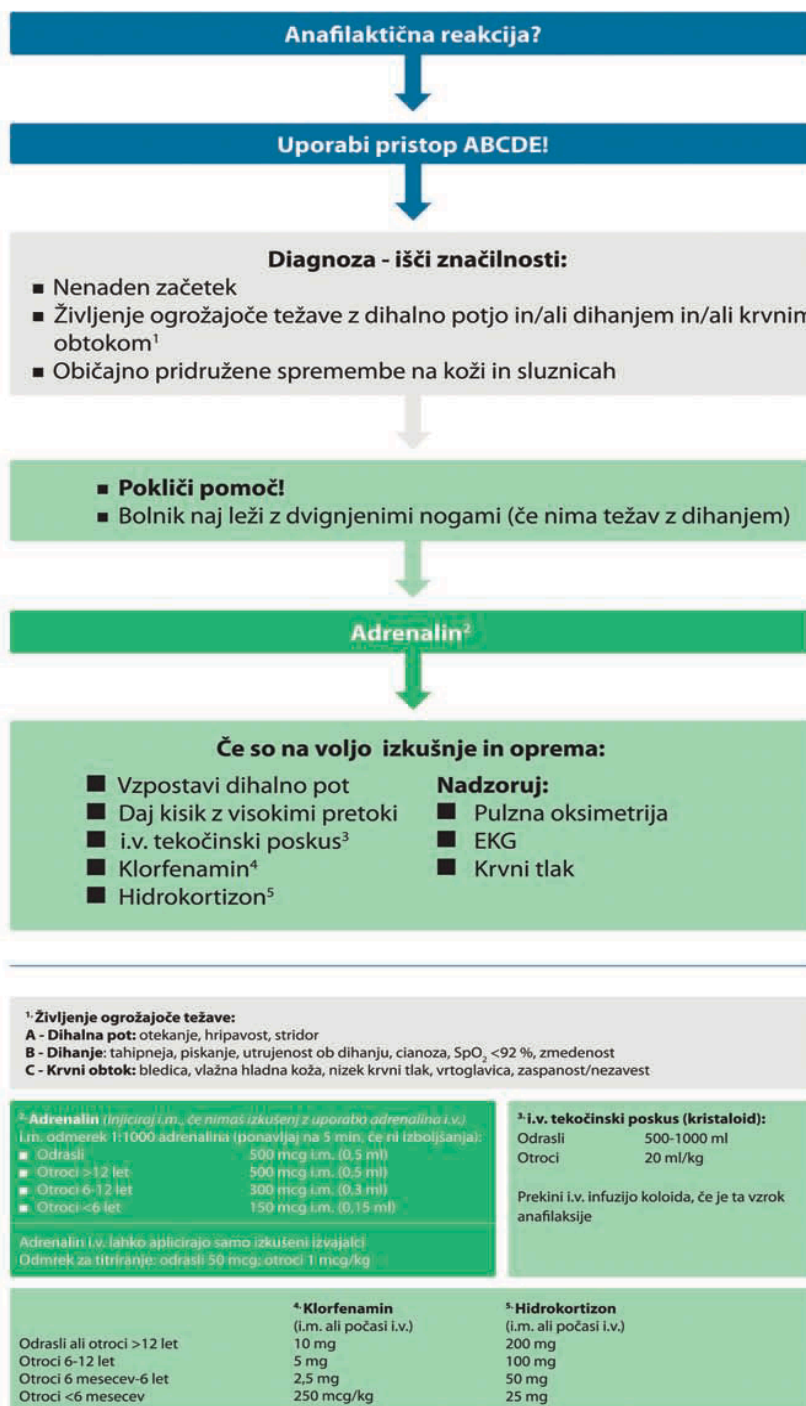 Anafilaktična reakcija?
Uporabi pristop ABCDE!
Diagnoza - išči značilnosti:
■ Nenaden začetek
■ Življenje ogrožajoče težave z dihalno potjo in/ali dihanjem in/ali krvnim
obtokom¹
■ Običajno pridružene spremembe na koži in sluznicah
■ Pokliči pomoč!
■ Bolnik naj leži z dvignjenimi nogami (če nima težav z dihanjem)
Adrenalin²
Če so na voljo izkušnje in oprema:
■ Vzpostavi dihalno pot
■ Daj kisik z visokimi pretoki
■ i.v. tekočinski poskus³
■ Klorfenamin⁴
■ Hidrokortizon⁵
Nadzoruj:
■ Pulzna oksimetrija
■ EKG
■ Krvni tlak
¹·Življenje ogrožajoče težave:
A - Dihalna pot: otekanje, hripavost, stridor
B - Dihanje: tahipneja, piskanje, utrujenost ob dihanju, cianoza, SpO₂ <92 %, zmedenost
C - Krvni obtok: bledica, vlažna hladna koža, nizek krvni tlak, vrtoglavica, zaspanost/nezavest
²·Adrenalin (injiciraj i.m., če nimaš izkušenj z uporabo adrenalina i.v.)
i.m. odmerek 1:1000 adrenalina (ponavljaj na 5 min, če ni izboljšanja):
■ Odrasli 500 mcg i.m. (0,5 ml)
■ Otroci >12 let 500 mcg i.m. (0,5 ml)
■ Otroci 6-12 let 300 mcg i.m. (0,3 ml)
■ Otroci <6 let 150 mcg i.m. (0,15 ml)
Adrenalin i.v. lahko aplicirajo samo izkušeni izvajalci
Odmrek za titriranje: odrasli 50 mcg; otroci 1 mcg/kg
³·i.v. tekočinski poskus (kristaloid):
Odrasli 500-1000 ml
Otroci 20 ml/kg
Prekini i.v. infuzijo koloida, če je ta vzrok
anafilaksije
⁴·Klorfenamin ⁵·Hidrokortizon
(i.m. ali počasi i.v.) (i.m. ali počasi i.v.)
Odrasli ali otroci >12 let 10 mg 200 mg
Otroci 6-12 let 5 mg 100 mg
Otroci 6 mesecev-6 let 2,5 mg 50 mg
Otroci <6 mesecev 250 mcg/kg 25 mg